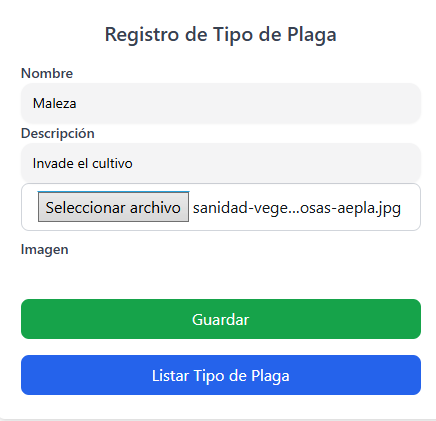 Registro de Tipo de Plaga
Nombre
Maleza
Descripción
Invade el cultivo
Seleccionar archivo sanidad-vege...osas-aepla.jpg
Imagen
Guardar
Listar Tipo de Plaga